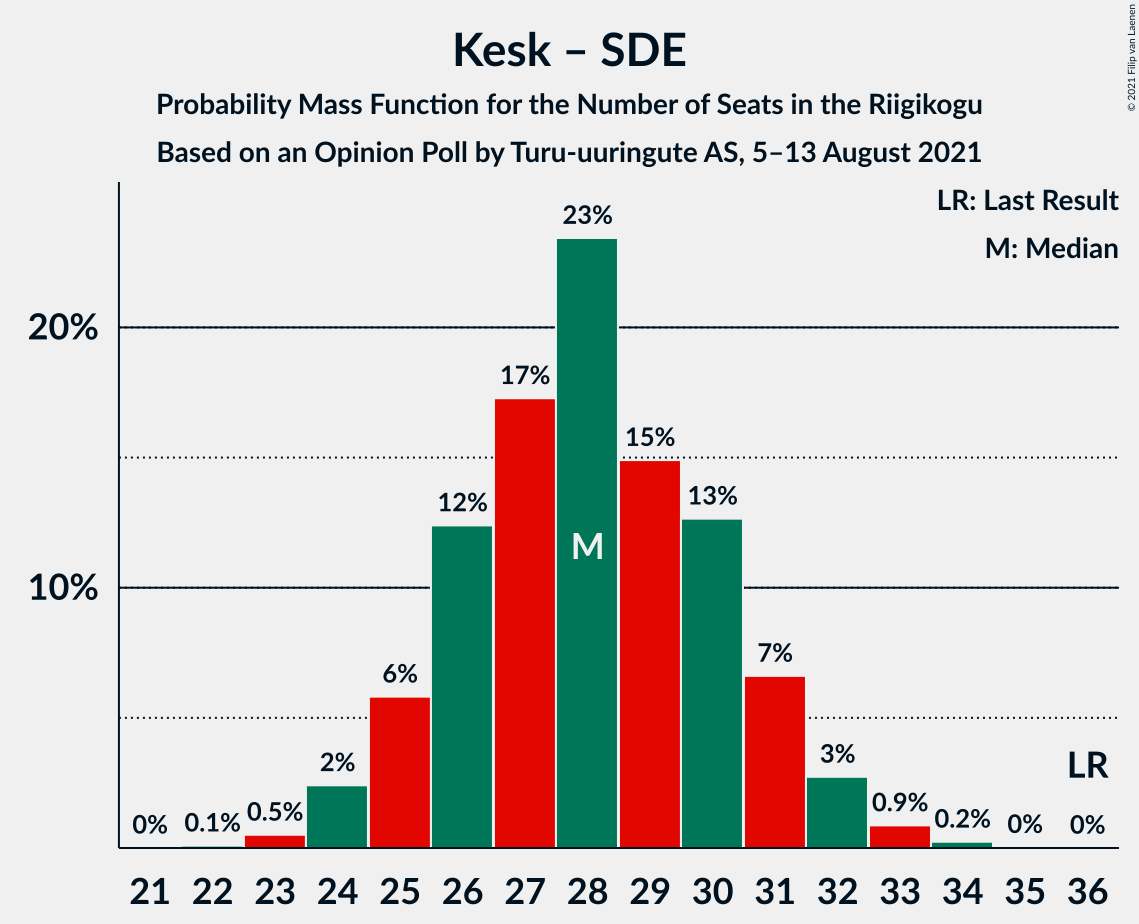 © 2021 Filip van Laenen
Kesk – SDE
Probability Mass Function for the Number of Seats in the Riigikogu
Based on an Opinion Poll by Turu-uuringute AS, 5–13 August 2021
LR: Last Result
M: Median
23%
20%
17%
15%
13%
12%
M
10%
7%
6%
3%
2%
LR
0% 0.1% 0.5% 0.9% 0.2% 0% 0%
21 22 23 24 25 26 27 28 29 30 31 32 33 34 35 36